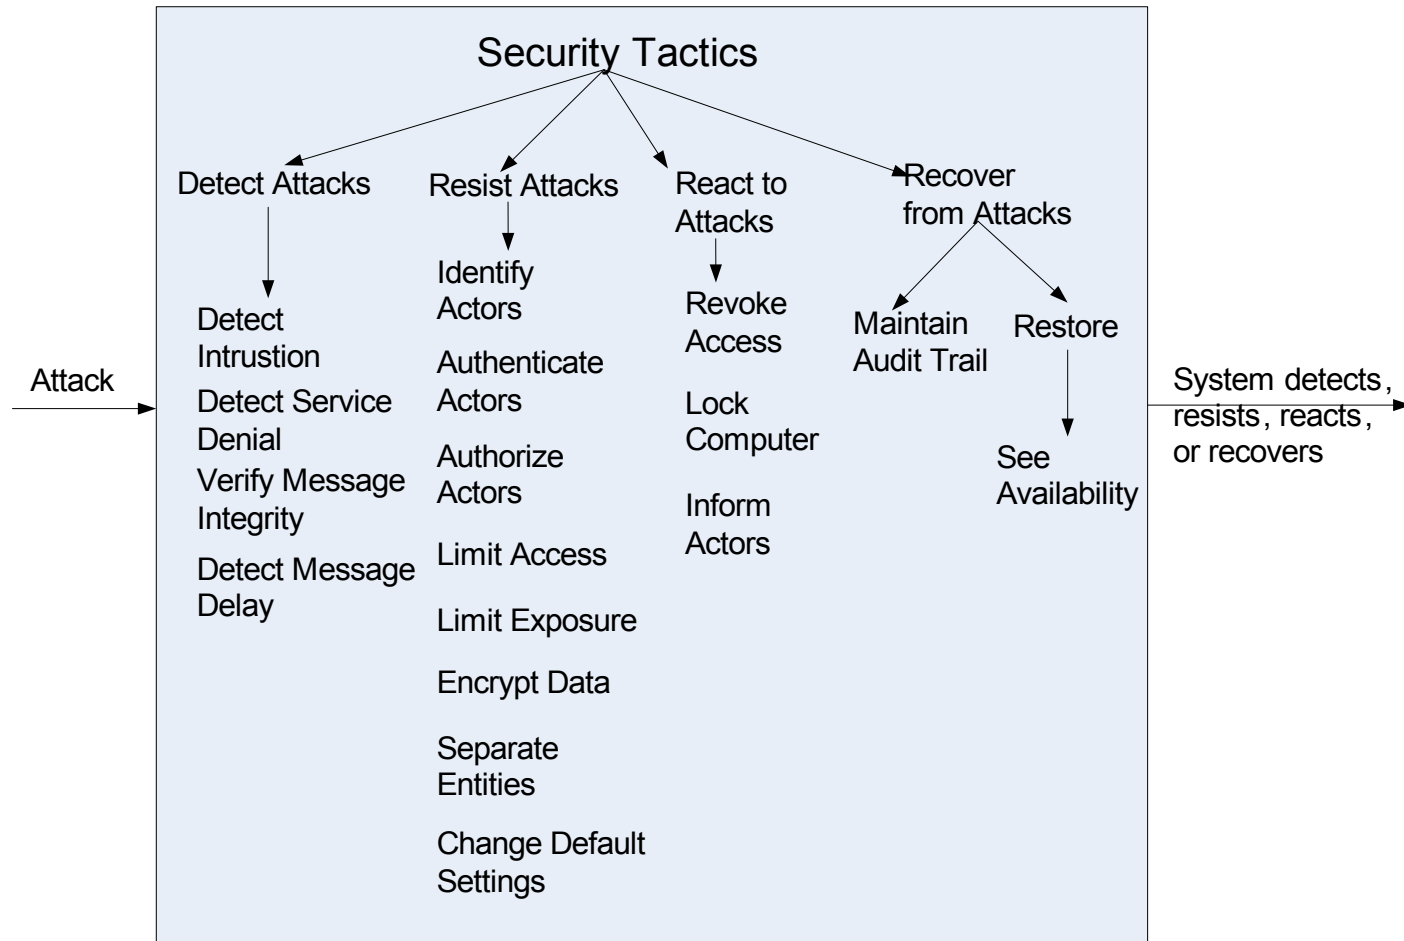 Security Tactics
Attack
Detect Attacks
Detect
Intrustion
Detect Service
Denial
Verify Message
Integrity
Detect Message
Delay
Resist Attacks
Identify
Actors
Authenticate
Actors
Authorize
Actors
Limit Access
Limit Exposure
Encrypt Data
Separate
Entities
Change Default
Settings
React to
Attacks
Revoke
Access
Lock
Computer
Inform
Actors
Recover
from Attacks
Maintain
Audit Trail
Restore
See
Availability
System detects,
resists, reacts,
or recovers